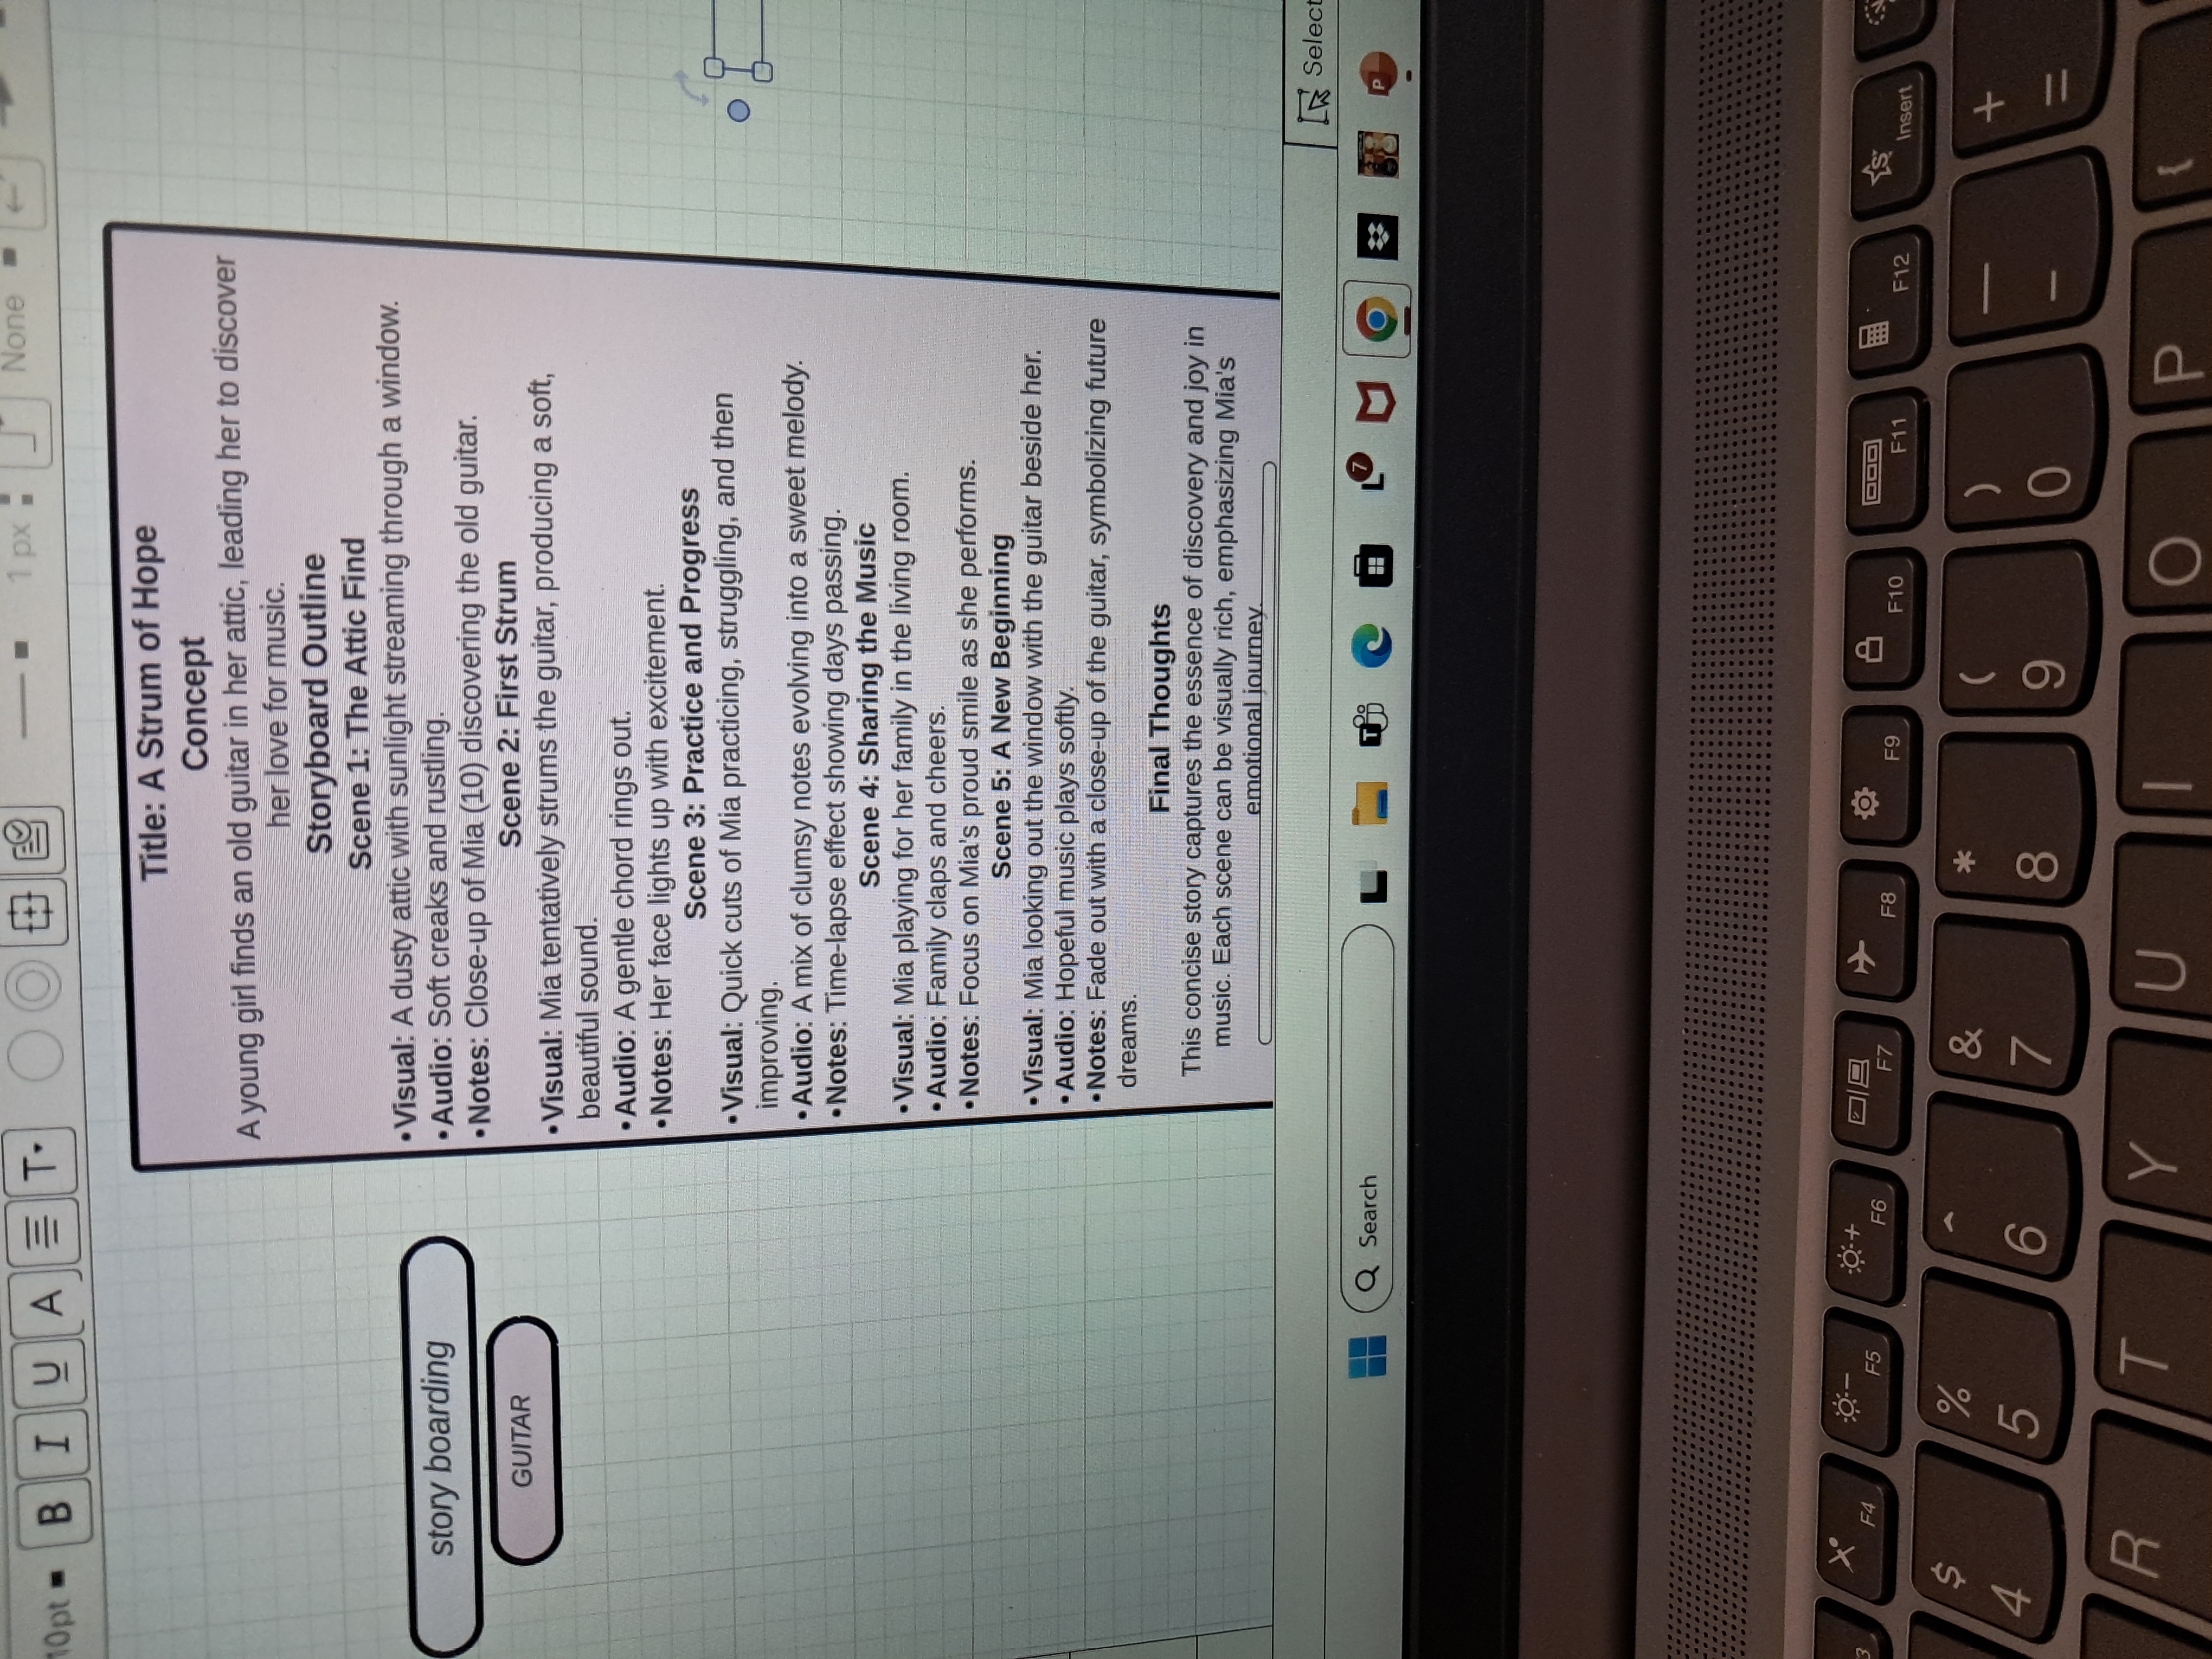 10pt
B I U A T
1 px
None
story boarding
GUITAR
Title: A Strum of Hope
Concept
A young girl finds an old guitar in her attic, leading her to discover
her love for music.
Storyboard Outline
Scene 1: The Attic Find
•Visual: A dusty attic with sunlight streaming through a window.
•Audio: Soft creaks and rustling.
•Notes: Close-up of Mia (10) discovering the old guitar.
Scene 2: First Strum
•Visual: Mia tentatively strums the guitar, producing a soft,
beautiful sound.
•Audio: A gentle chord rings out.
•Notes: Her face lights up with excitement.
Scene 3: Practice and Progress
•Visual: Quick cuts of Mia practicing, struggling, and then
improving.
•Audio: A mix of clumsy notes evolving into a sweet melody.
•Notes: Time-lapse effect showing days passing.
Scene 4: Sharing the Music
•Visual: Mia playing for her family in the living room.
•Audio: Family claps and cheers.
•Notes: Focus on Mia's proud smile as she performs.
Scene 5: A New Beginning
•Visual: Mia looking out the window with the guitar beside her.
•Audio: Hopeful music plays softly.
•Notes: Fade out with a close-up of the guitar, symbolizing future
dreams.
Final Thoughts
This concise story captures the essence of discovery and joy in
music. Each scene can be visually rich, emphasizing Mia's
emotional journey.
Select
Search
T
L 7
P
3 F4 F5 F6 F7 F8 F9 F10 F11 F12 Insert
$ % ^ & * ( ) — +
4 5 6 7 8 9 0 - =
R T Y U I O P {